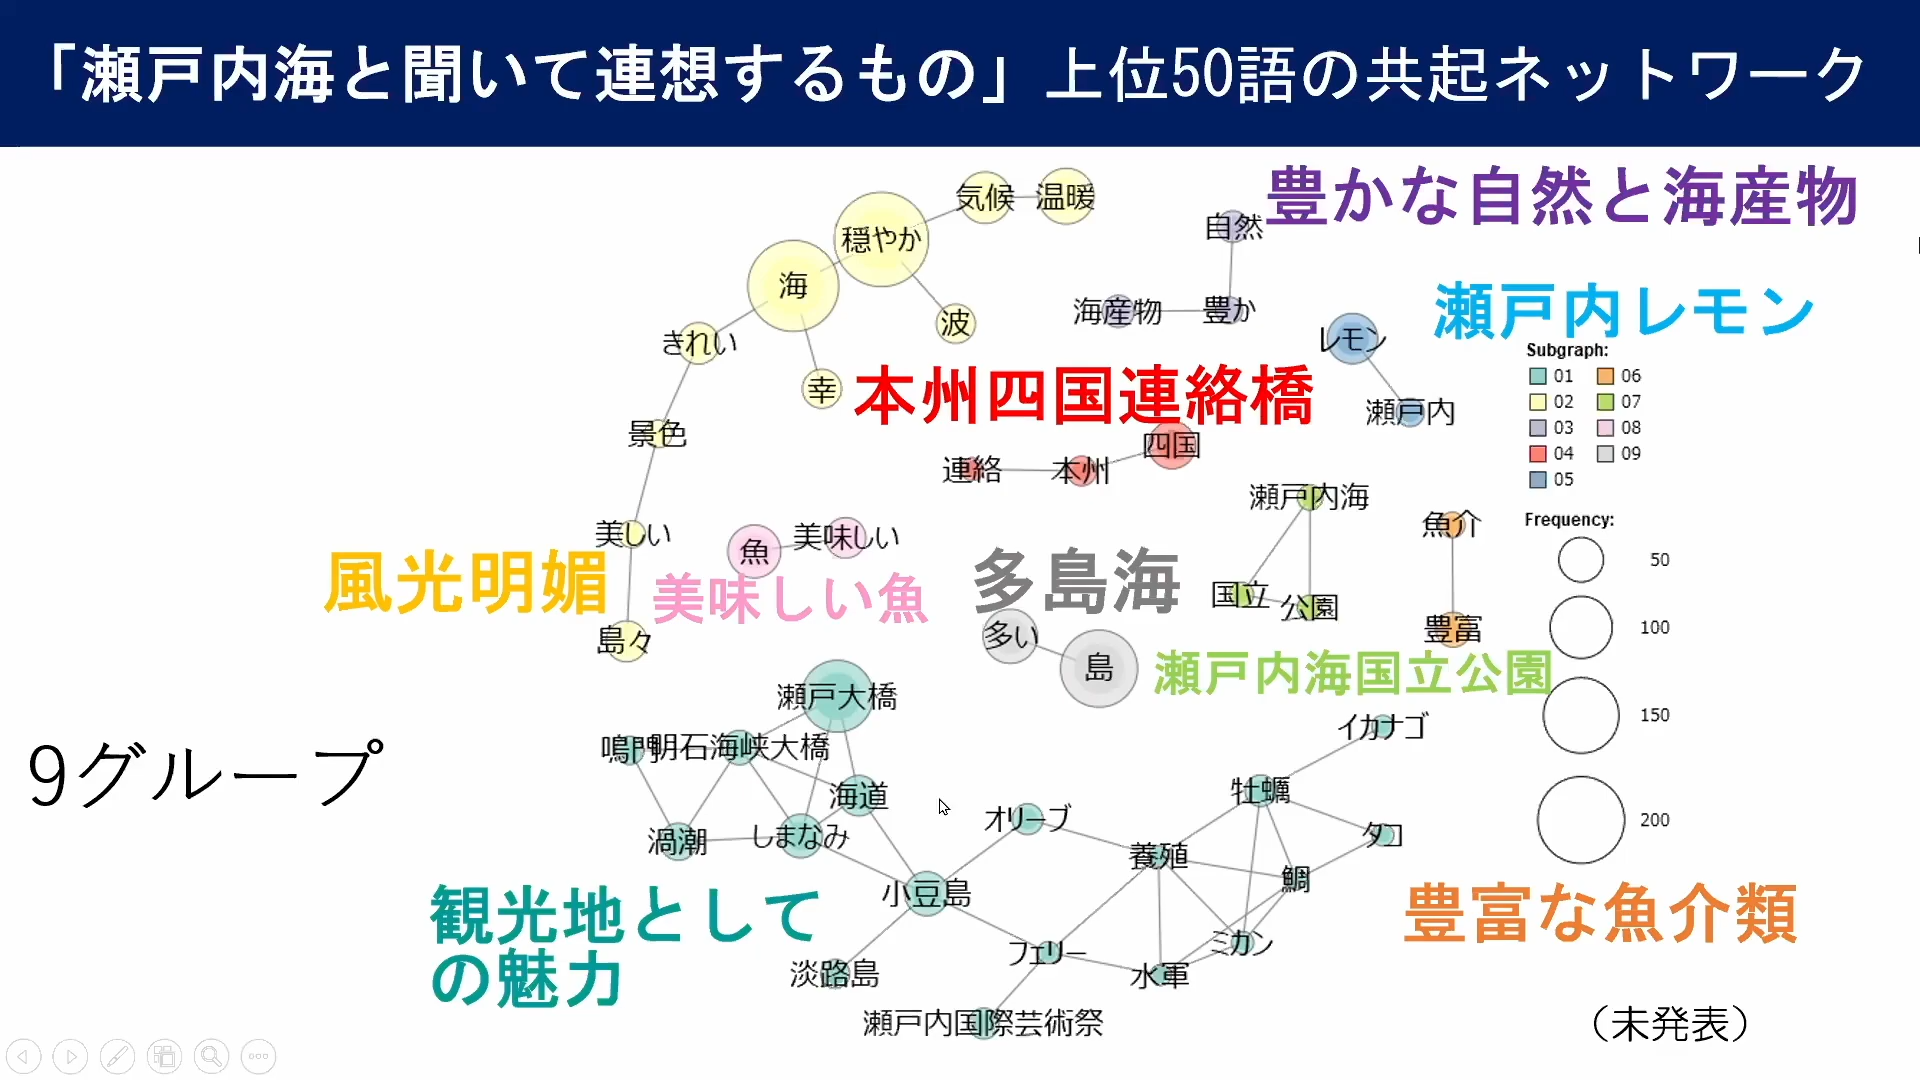 「瀬戸内海と聞いて連想するもの」上位50語の共起ネットワーク
豊かな自然と海産物
気候
温暖
穏やか
自然
海
海産物
豊か
瀬戸内レモン
波
レモン
きれい
Subgraph:
01
06
02
07
03
08
04
09
05
幸
本州四国連絡橋
瀬戸内
景色
四国
連絡
本州
瀬戸内海
魚介
Frequency:
50
100
150
200
美しい
魚
美味しい
風光明媚
美味しい魚
多島海
国立
公園
豊富
島々
多い
島
瀬戸内海国立公園
瀬戸大橋
イカナゴ
9グループ
鳴門
明石海峡大橋
海道
牡蠣
オリーブ
渦潮
しまなみ
タコ
養殖
鯛
小豆島
観光地として
の魅力
豊富な魚介類
フェリー
ミカン
淡路島
水軍
瀬戸内国際芸術祭
（未発表）